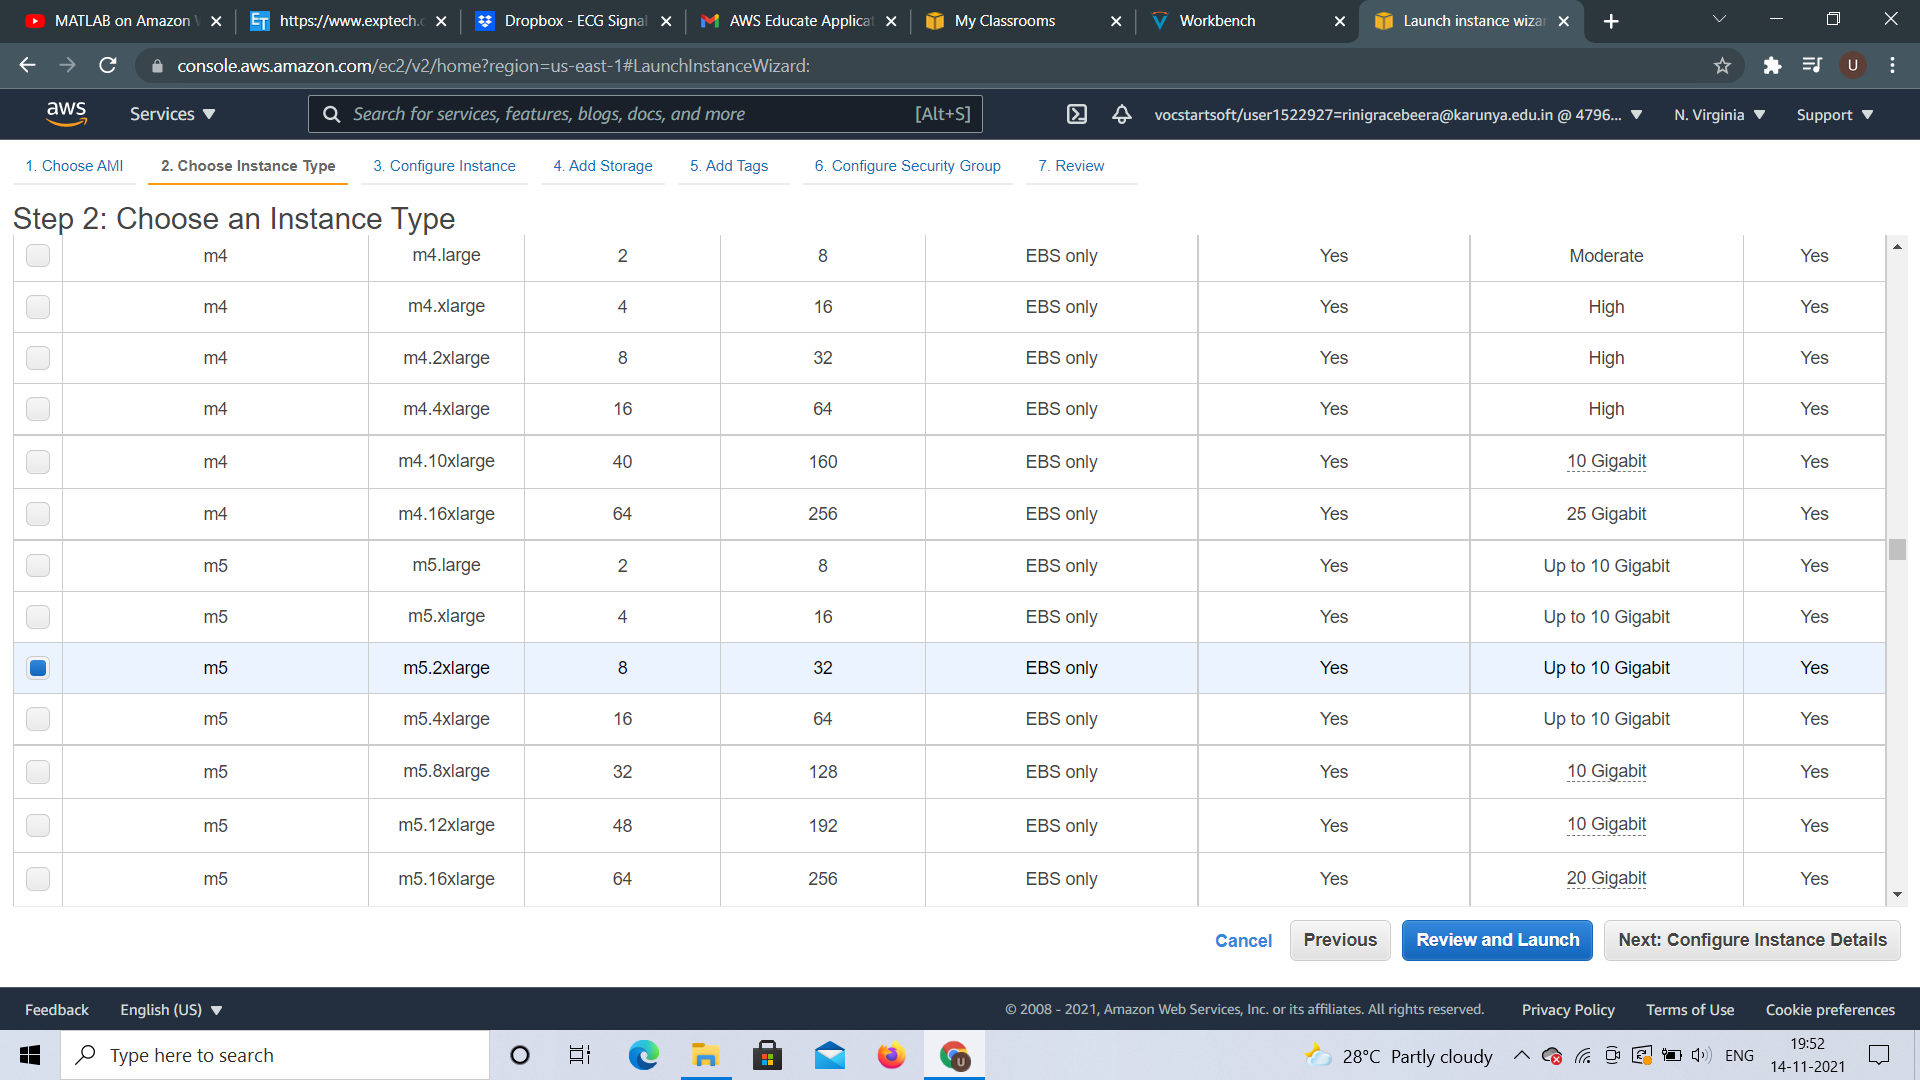 MATLAB on Amazon
https://www.exptech.c
Dropbox - ECG Signal
AWS Educate Applicat
My Classrooms
Workbench
Launch instance wizar
console.aws.amazon.com/ec2/v2/home?region=us-east-1#LaunchInstanceWizard:
U
aws
Services
Search for services, features, blogs, docs, and more
[Alt+S]
vocstartsoft/user1522927=rinigracebeera@karunya.edu.in @ 4796...
N. Virginia
Support
1. Choose AMI
2. Choose Instance Type
3. Configure Instance
4. Add Storage
5. Add Tags
6. Configure Security Group
7. Review
Step 2: Choose an Instance Type
m4 m4.large 2 8 EBS only Yes Moderate Yes
m4 m4.xlarge 4 16 EBS only Yes High Yes
m4 m4.2xlarge 8 32 EBS only Yes High Yes
m4 m4.4xlarge 16 64 EBS only Yes High Yes
m4 m4.10xlarge 40 160 EBS only Yes 10 Gigabit Yes
m4 m4.16xlarge 64 256 EBS only Yes 25 Gigabit Yes
m5 m5.large 2 8 EBS only Yes Up to 10 Gigabit Yes
m5 m5.xlarge 4 16 EBS only Yes Up to 10 Gigabit Yes
m5 m5.2xlarge 8 32 EBS only Yes Up to 10 Gigabit Yes
m5 m5.4xlarge 16 64 EBS only Yes Up to 10 Gigabit Yes
m5 m5.8xlarge 32 128 EBS only Yes 10 Gigabit Yes
m5 m5.12xlarge 48 192 EBS only Yes 10 Gigabit Yes
m5 m5.16xlarge 64 256 EBS only Yes 20 Gigabit Yes
Cancel
Previous
Review and Launch
Next: Configure Instance Details
Feedback
English (US)
© 2008 - 2021, Amazon Web Services, Inc. or its affiliates. All rights reserved.
Privacy Policy
Terms of Use
Cookie preferences
Type here to search
28°C Partly cloudy
ENG
19:52
14-11-2021